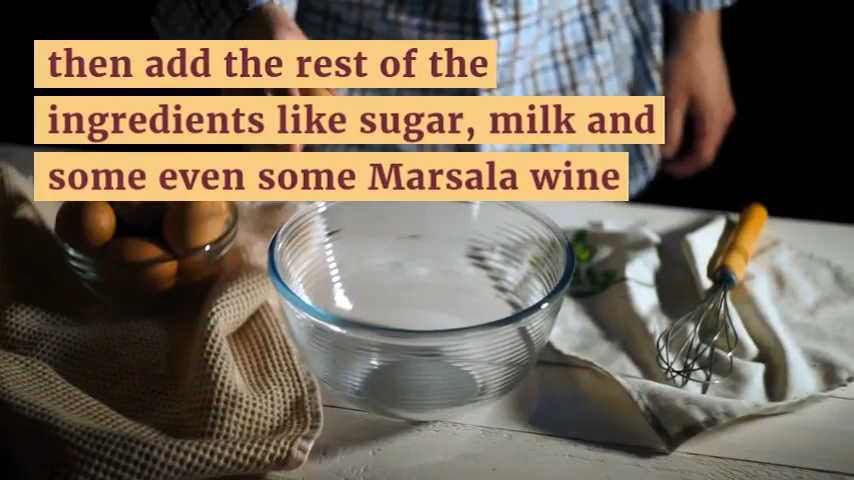 then add the rest of the
ingredients like sugar, milk and
some even some Marsala wine